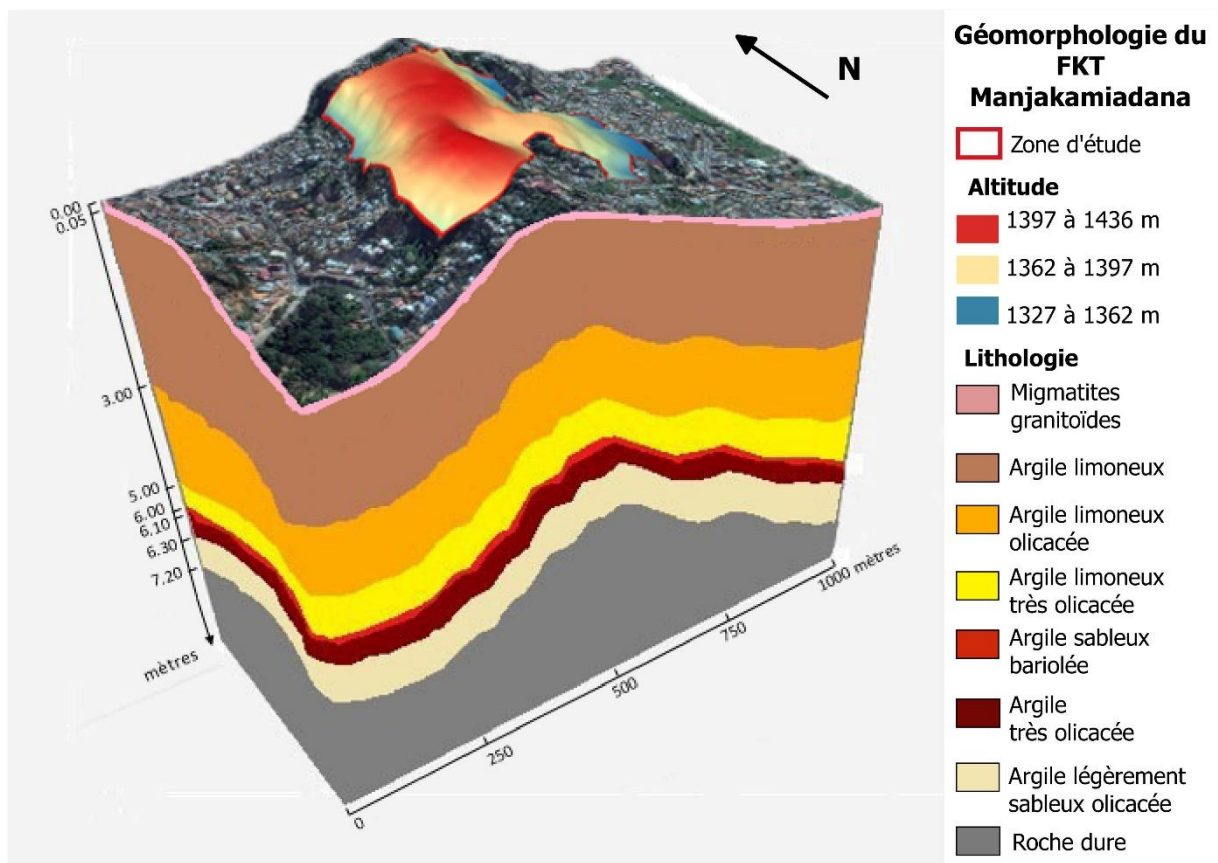 N
0.00
0.05
3.00
5.00
6.00
6.10
6.30
7.20
mètres
0
250
500
750
1000 mètres
Géomorphologie du
FKT
Manjakamiadana
Zone d'étude
Altitude
1397 à 1436 m
1362 à 1397 m
1327 à 1362 m
Lithologie
Migmatites
granitoïdes
Argile limoneux
Argile limoneux
olicacée
Argile limoneux
très olicacée
Argile sableux
bariolée
Argile
très olicacée
Argile légèrement
sableux olicacée
Roche dure